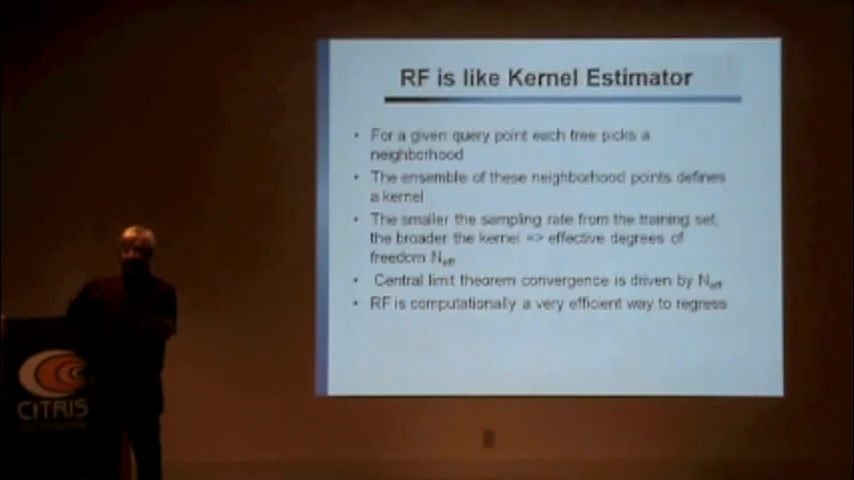 RF is like Kernel Estimator
• For a given query point each tree picks a
neighborhood
• The ensemble of these neighborhood points defines
a kernel
• The smaller the sampling rate from the training set,
the broader the kernel => effective degrees of
freedom Neff
• Central limit theorem convergence is driven by Neff
• RF is computationally a very efficient way to regress
CITRIS